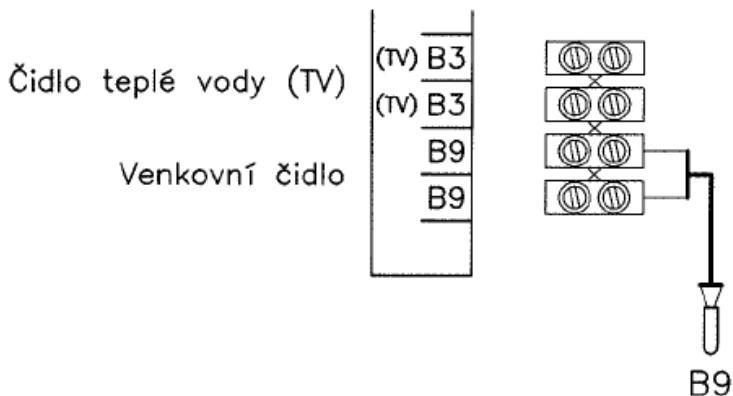 (TV) B3
Čidlo teplé vody (TV)
(TV) B3
B9
Venkovní čidlo
B9
B9